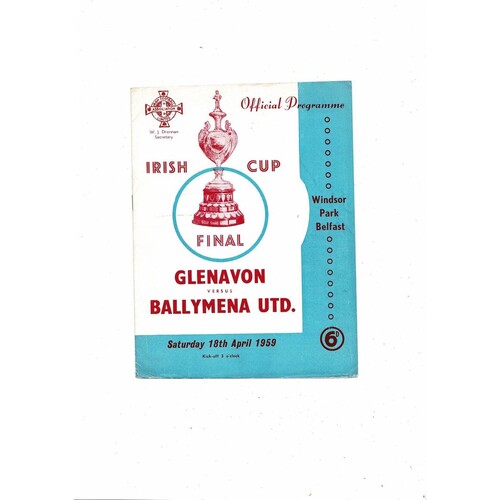 Official Programme
ASSOCIATION
W. J. Drennan
Secretary
IRISH CUP
FINAL
Windsor
Park
Belfast
GLENAVON
VERSUS
BALLYMENA UTD.
Saturday 18th April 1959
Kick-off 3 o'clock
6D